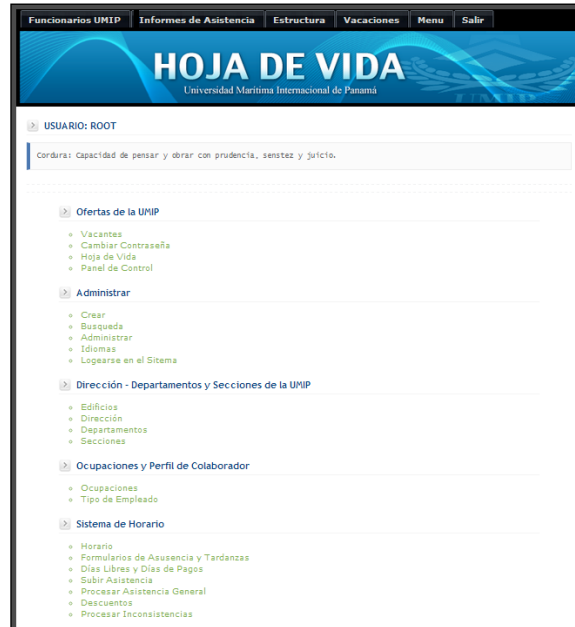 Funcionarios UMIP Informes de Asistencia Estructura Vacaciones Menu Salir
HOJA DE VIDA
Universidad Marítima Internacional de Panamá
UMIP
USUARIO: ROOT
Cordura: Capacidad de pensar y obrar con prudencia, senstez y juicio.
Ofertas de la UMIP
Vacantes
Cambiar Contraseña
Hoja de Vida
Panel de Control
Administrar
Crear
Busqueda
Administrar
Idiomas
Logearse en el Sitema
Dirección - Departamentos y Secciones de la UMIP
Edificios
Dirección
Departamentos
Secciones
Ocupaciones y Perfil de Colaborador
Ocupaciones
Tipo de Empleado
Sistema de Horario
Horario
Formularios de Asusencia y Tardanzas
Días Libres y Días de Pagos
Subir Asistencia
Procesar Asistencia General
Descuentos
Procesar Inconsistencias